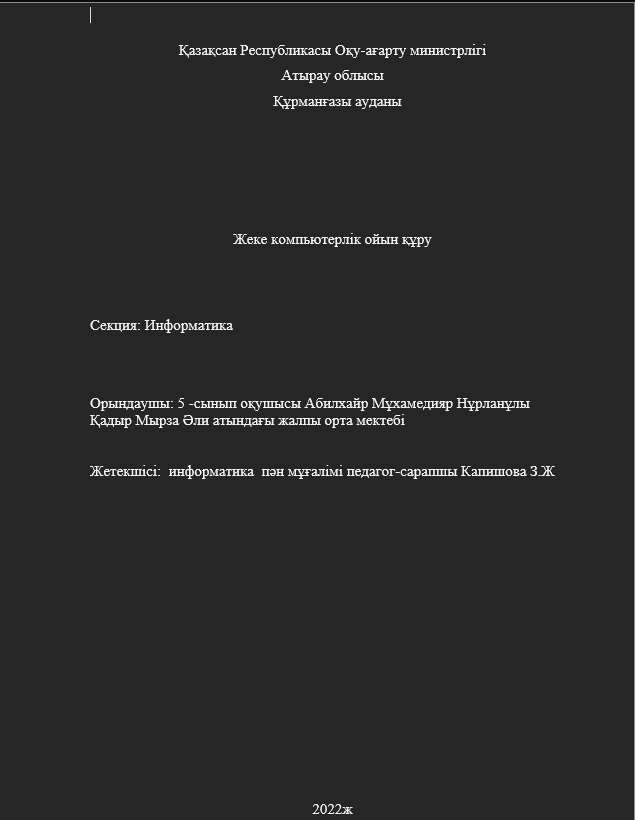 Қазақсан Республикасы Оқу-ағарту министрлігі
Атырау облысы
Құрманғазы ауданы
Жеке компьютерлік ойын құру
Секция: Информатика
Орындаушы: 5 -сынып оқушысы Абилхайр Мұхамедияр Нұрланұлы
Қадыр Мырза Әли атындағы жалпы орта мектебі
Жетекшісі:  информатика  пән мұғалімі педагог-сарапшы Капишова З.Ж
2022ж